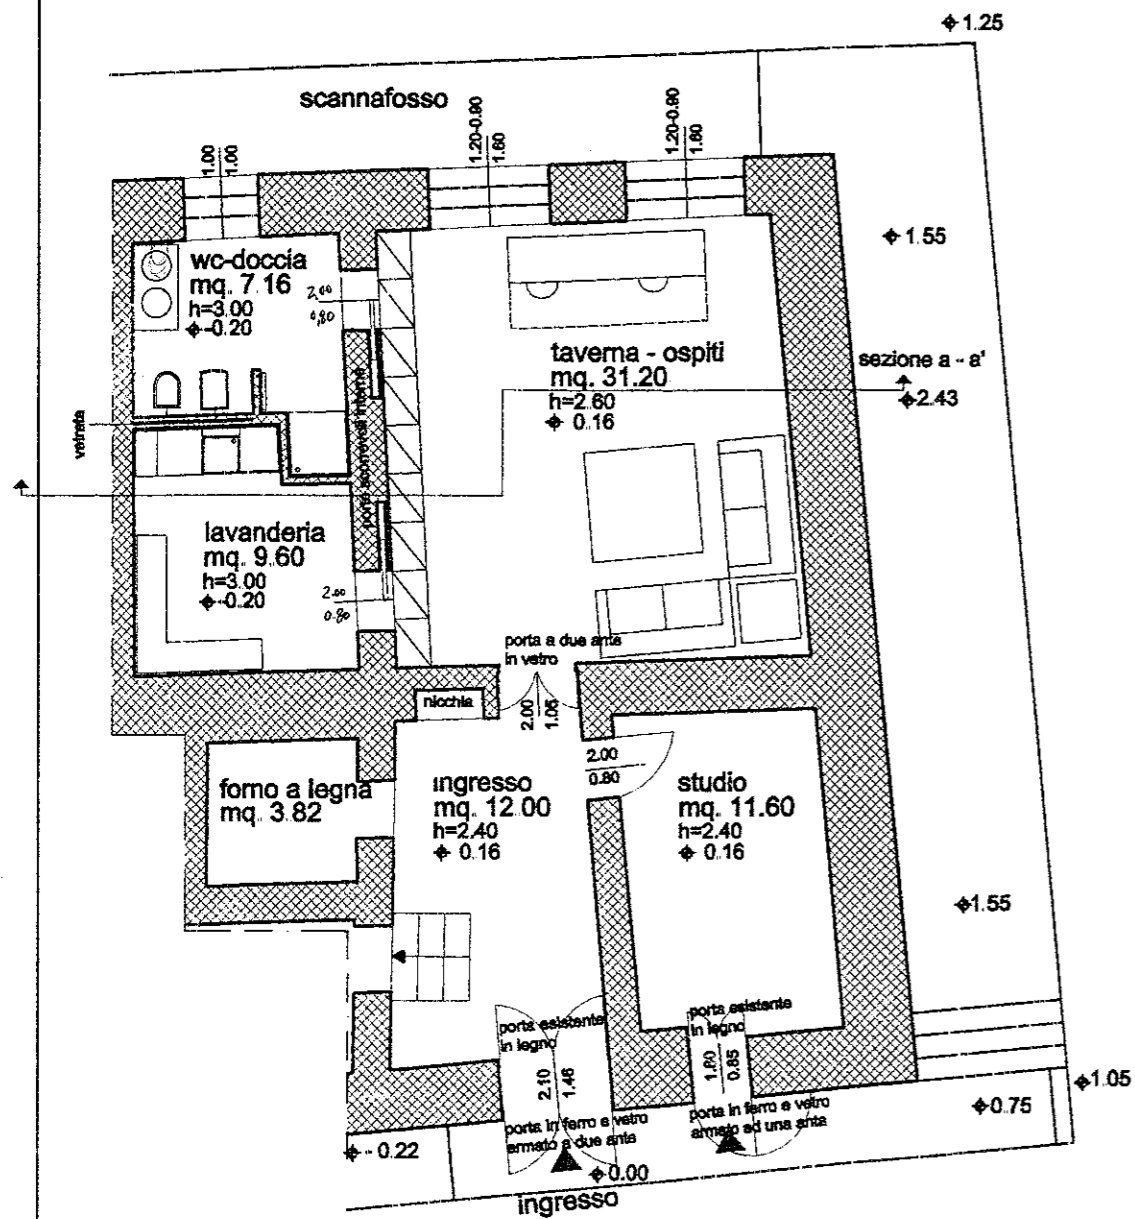 1.25
scannafosso
1.00
1.00
1.20-0.90
1.60
1.20-0.90
1.60
1.55
wc-doccia
mq. 7.16
h=3.00
-0.20
2.00
0,80
taverna - ospiti
mq. 31.20
h=2.60
0.16
sezione a - a'
2.43
vetrata
porte scorrevoli interne
lavanderia
mq. 9.60
h=3.00
-0.20
2.00
0.80
porta a due ante
in vetro
nicchia
2.00
1.05
2.00
0.80
forno a legna
mq. 3.82
ingresso
mq. 12.00
h=2.40
0.16
studio
mq. 11.60
h=2.40
0.16
1.55
porta esistente
in legno
2.10
1.46
porta esistente
in legno
1.80
0.85
1.05
0.75
porta in ferro e vetro
armato a due ante
porta in ferro e vetro
armato ad una anta
- 0.22
0.00
ingresso